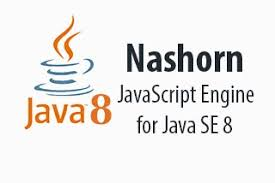 Nashorn
JavaScript Engine
for Java SE 8
Java 8